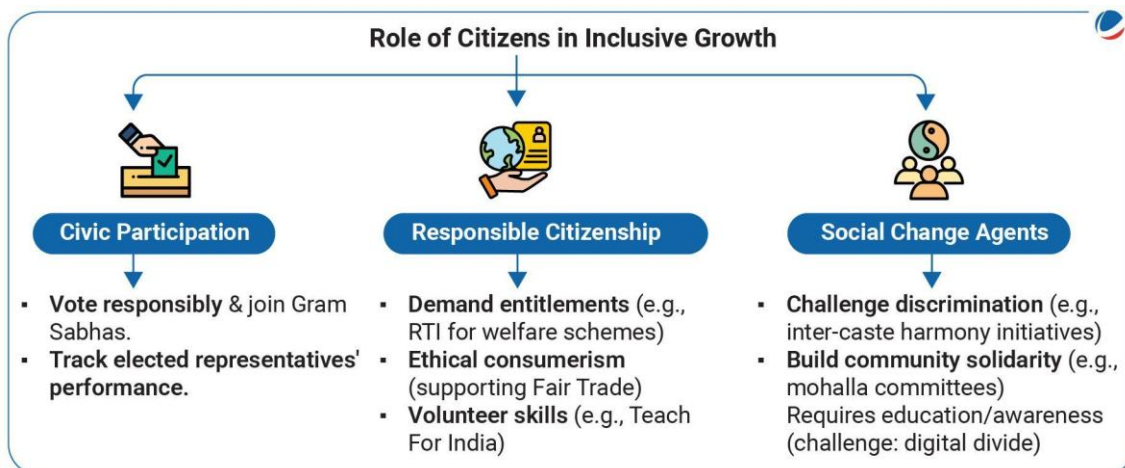 Role of Citizens in Inclusive Growth
Civic Participation
▪ Vote responsibly & join Gram
Sabhas.
▪ Track elected representatives'
performance.
Responsible Citizenship
▪ Demand entitlements (e.g.,
RTI for welfare schemes)
▪ Ethical consumerism
(supporting Fair Trade)
▪ Volunteer skills (e.g., Teach
For India)
Social Change Agents
▪ Challenge discrimination (e.g.,
inter-caste harmony initiatives)
▪ Build community solidarity (e.g.,
mohalla committees)
Requires education/awareness
(challenge: digital divide)